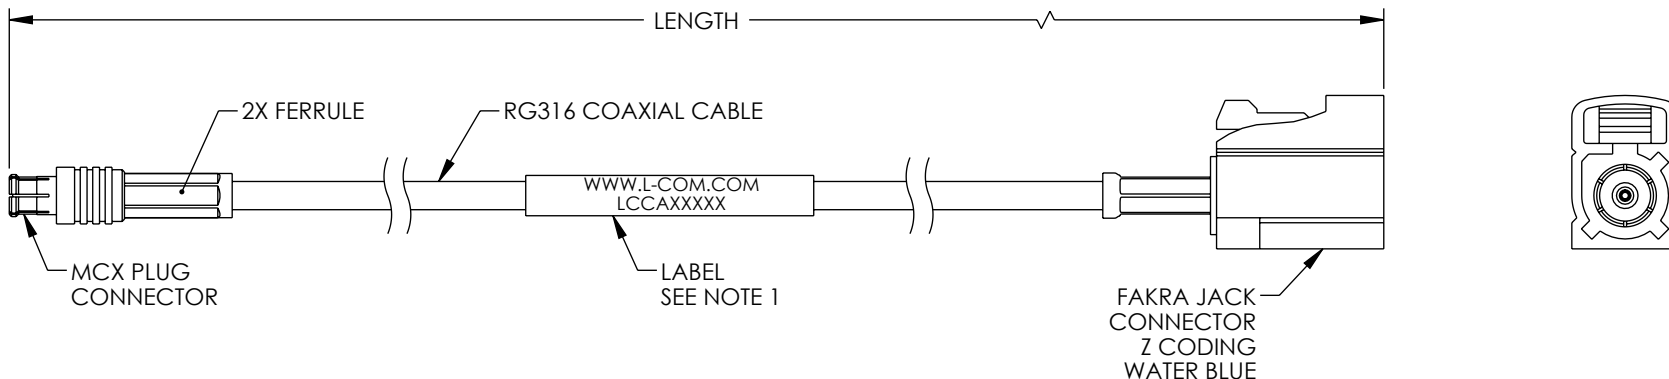 LENGTH
2X FERRULE
RG316 COAXIAL CABLE
WWW.L-COM.COM
LCCAXXXXX
MCX PLUG
CONNECTOR
LABEL
SEE NOTE 1
FAKRA JACK
CONNECTOR
Z CODING
WATER BLUE